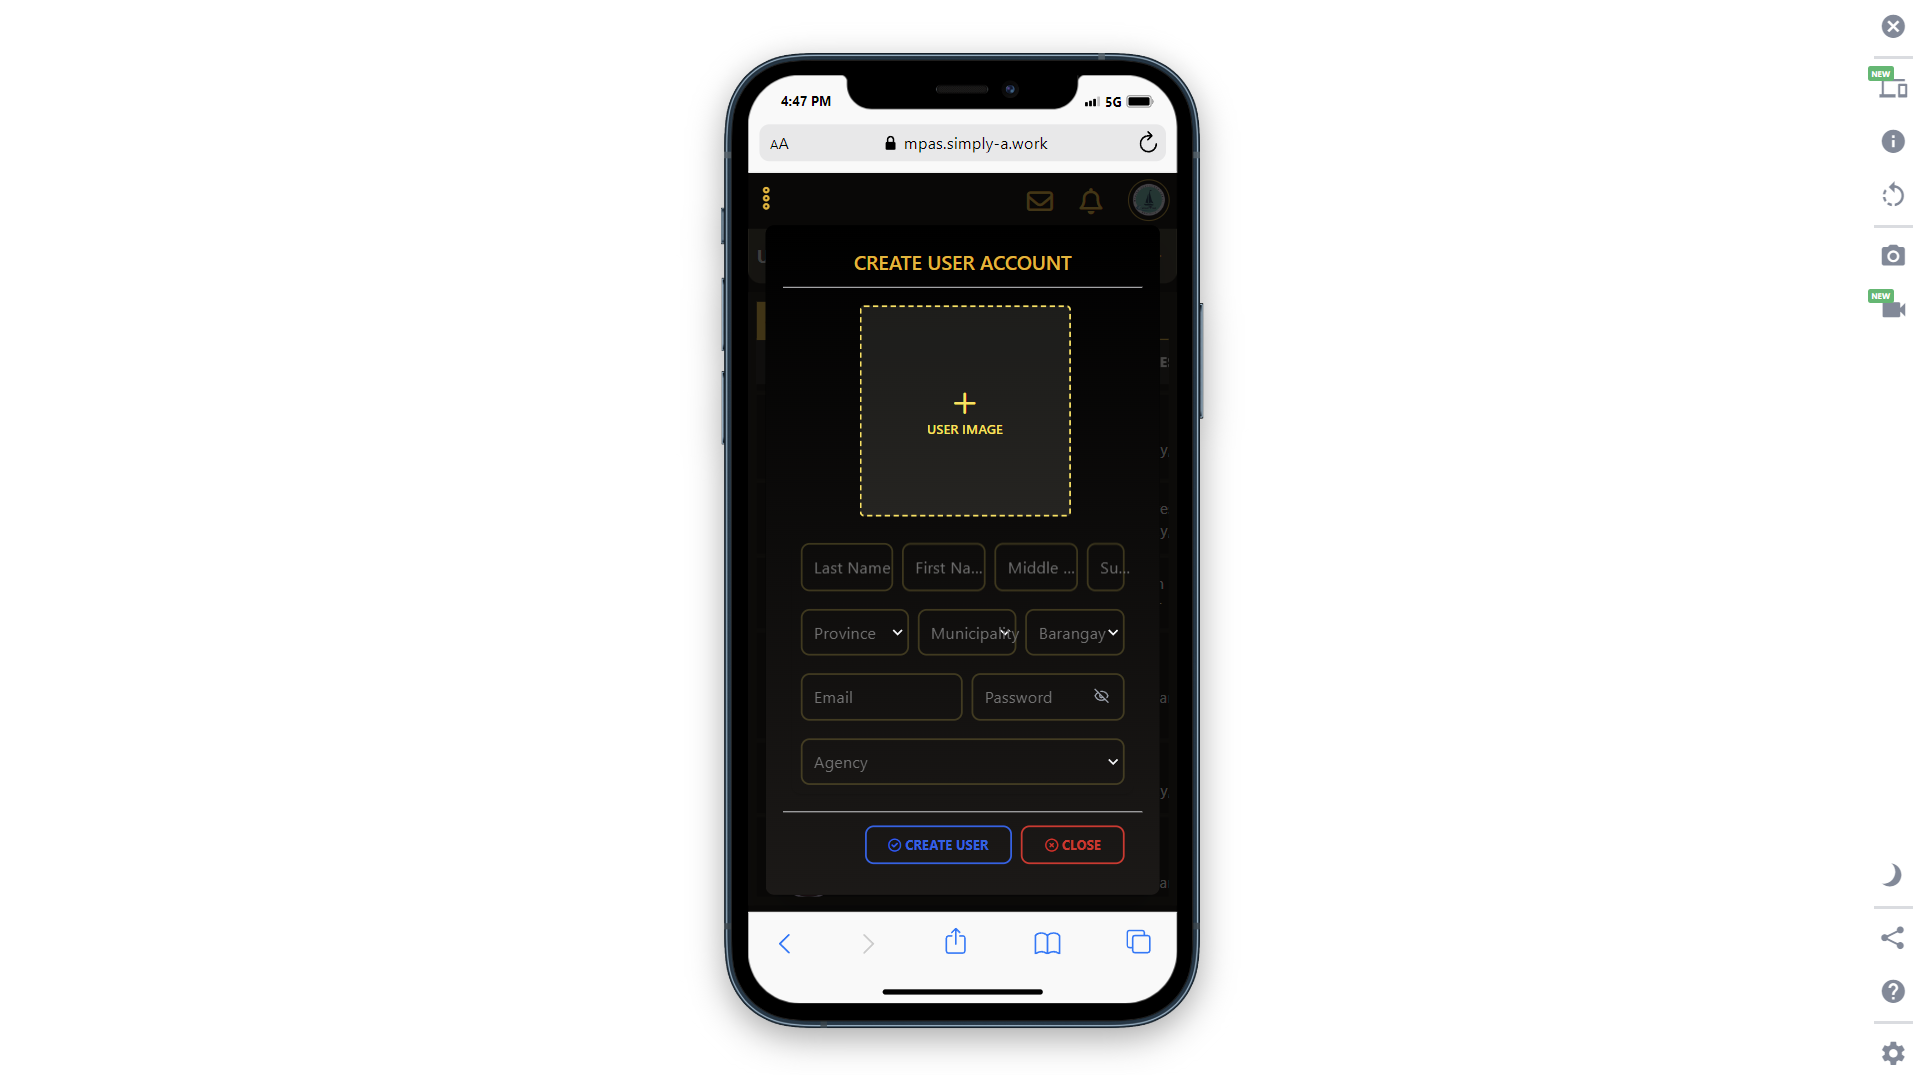 4:47 PM
5G
AA
mpas.simply-a.work
CREATE USER ACCOUNT
USER IMAGE
Last Name
First Na...
Middle ...
Su...
Province
Municipality
Barangay
Email
Password
Agency
CREATE USER
CLOSE
NEW
NEW